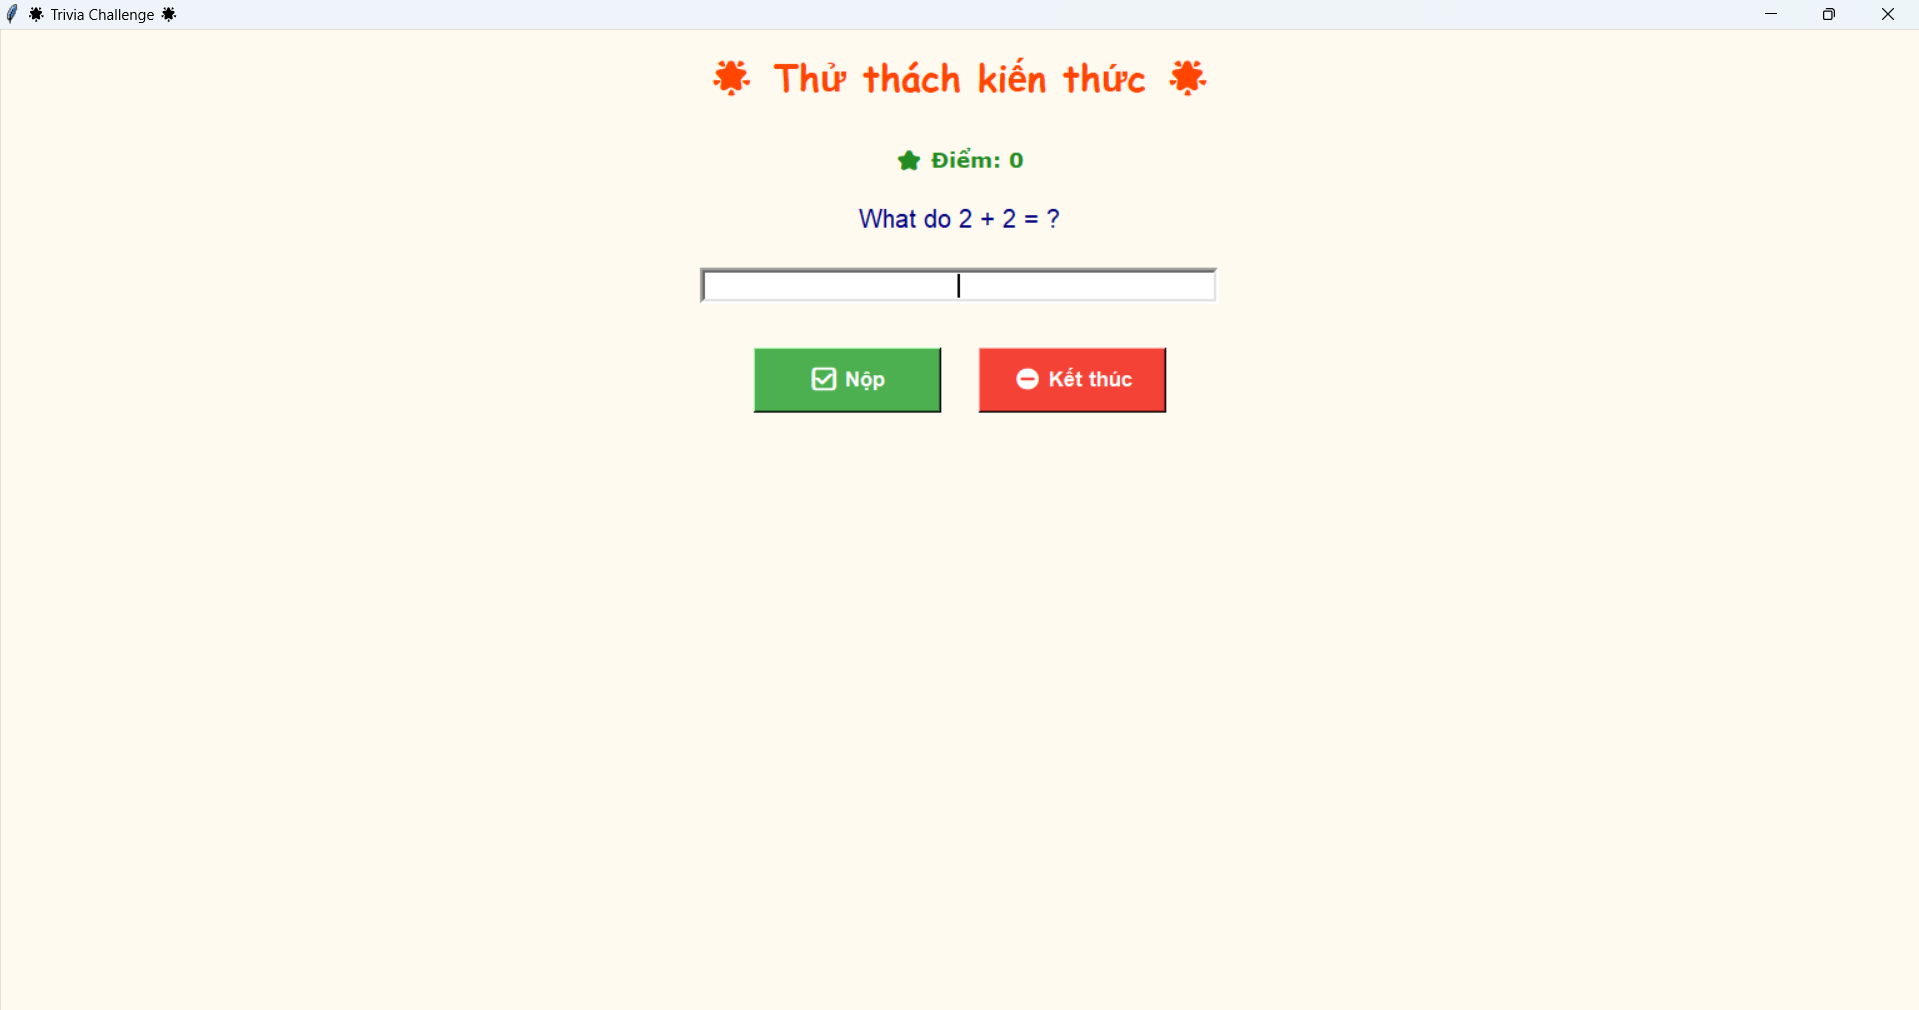 Trivia Challenge
Thử thách kiến thức
Điểm: 0
What do 2 + 2 = ?
Nộp
Kết thúc